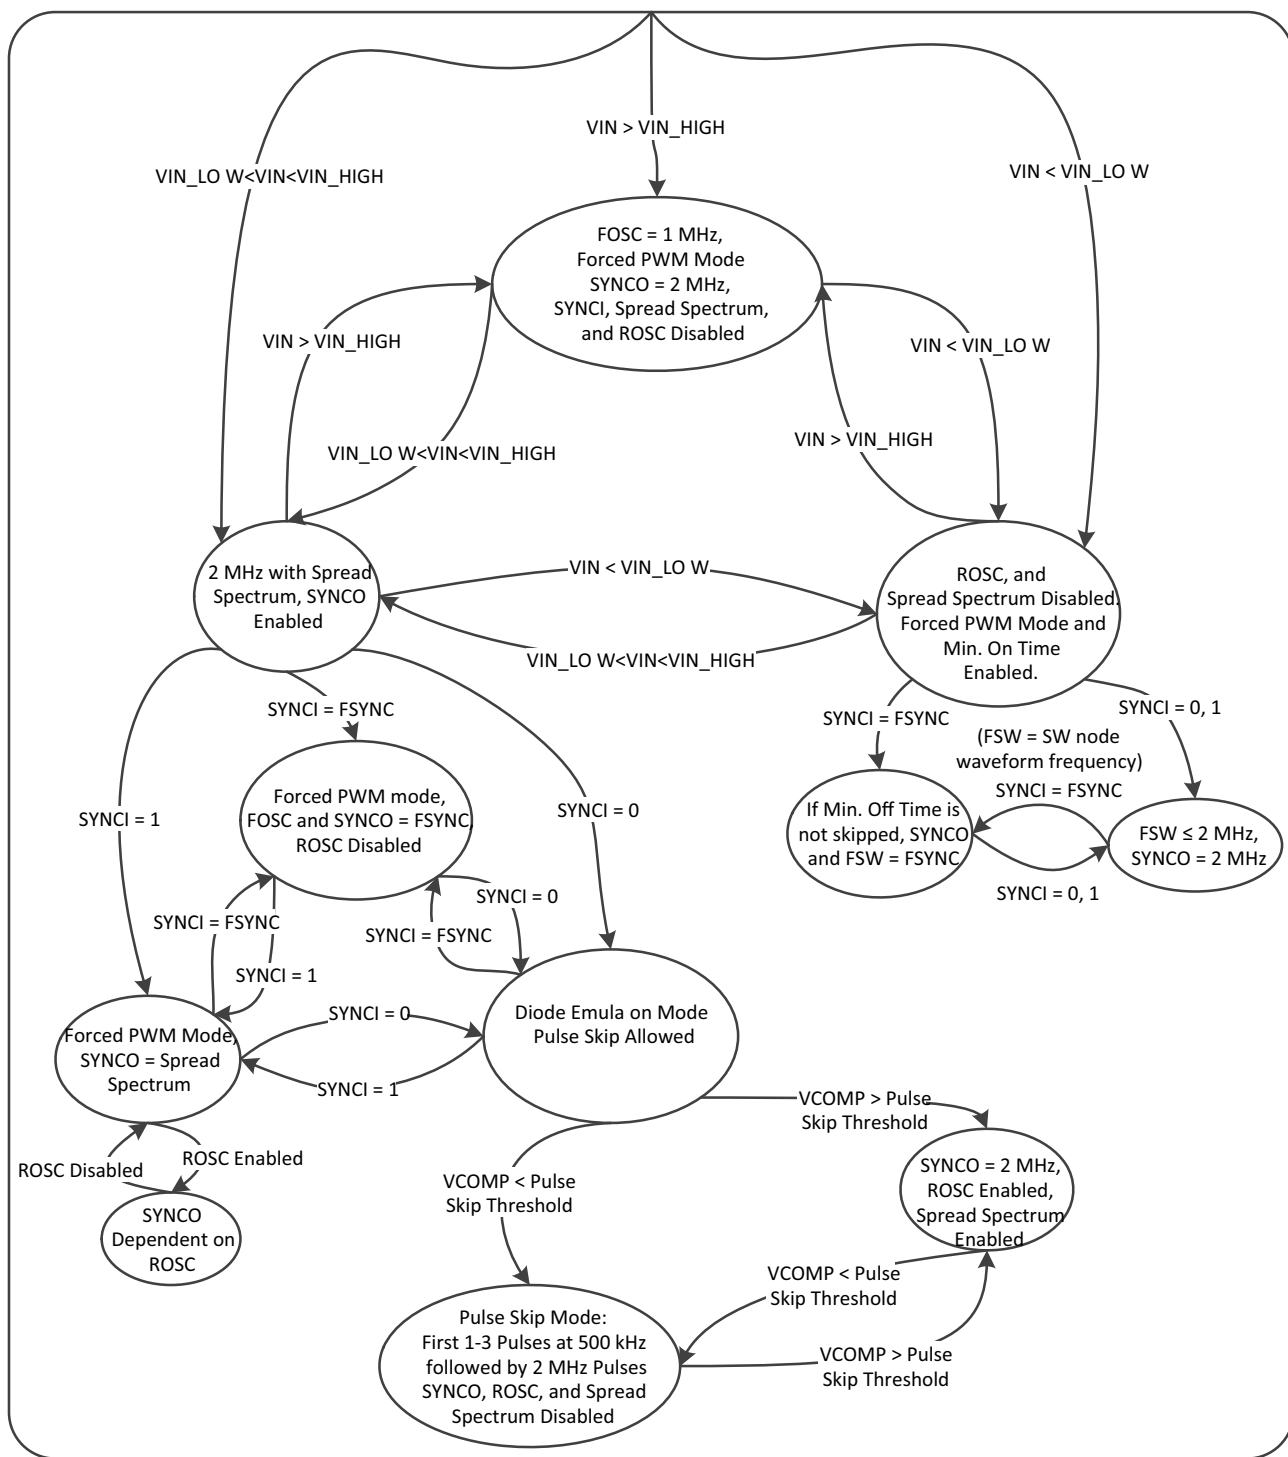 VIN > VIN_HIGH
VIN_LO W<VIN<VIN_HIGH
VIN < VIN_LO W
FOSC = 1 MHz,
Forced PWM Mode
SYNCO = 2 MHz,
SYNCI, Spread Spectrum,
and ROSC Disabled
VIN > VIN_HIGH
VIN < VIN_LO W
VIN_LO W<VIN<VIN_HIGH
VIN > VIN_HIGH
2 MHz with Spread
Spectrum, SYNCO
Enabled
VIN < VIN_LO W
VIN_LO W<VIN<VIN_HIGH
ROSC, and
Spread Spectrum Disabled.
Forced PWM Mode and
Min. On Time
Enabled.
SYNCI = FSYNC
SYNCI = FSYNC
SYNCI = 0, 1
(FSW = SW node
waveform frequency)
SYNCI = FSYNC
SYNCI = 1
Forced PWM mode,
FOSC and SYNCO = FSYNC,
ROSC Disabled
SYNCI = 0
If Min. Off Time is
not skipped, SYNCO
and FSW = FSYNC
FSW ≤ 2 MHz,
SYNCO = 2 MHz
SYNCI = 0, 1
SYNCI = FSYNC
SYNCI = 0
SYNCI = FSYNC
SYNCI = 1
SYNCI = 0
SYNCI = 1
Forced PWM Mode,
SYNCO = Spread
Spectrum
Diode Emula on Mode
Pulse Skip Allowed
ROSC Disabled
ROSC Enabled
SYNCO
Dependent on
ROSC
VCOMP > Pulse
Skip Threshold
VCOMP < Pulse
Skip Threshold
SYNCO = 2 MHz,
ROSC Enabled,
Spread Spectrum
Enabled
VCOMP < Pulse
Skip Threshold
VCOMP > Pulse
Skip Threshold
Pulse Skip Mode:
First 1-3 Pulses at 500 kHz
followed by 2 MHz Pulses
SYNCO, ROSC, and Spread
Spectrum Disabled